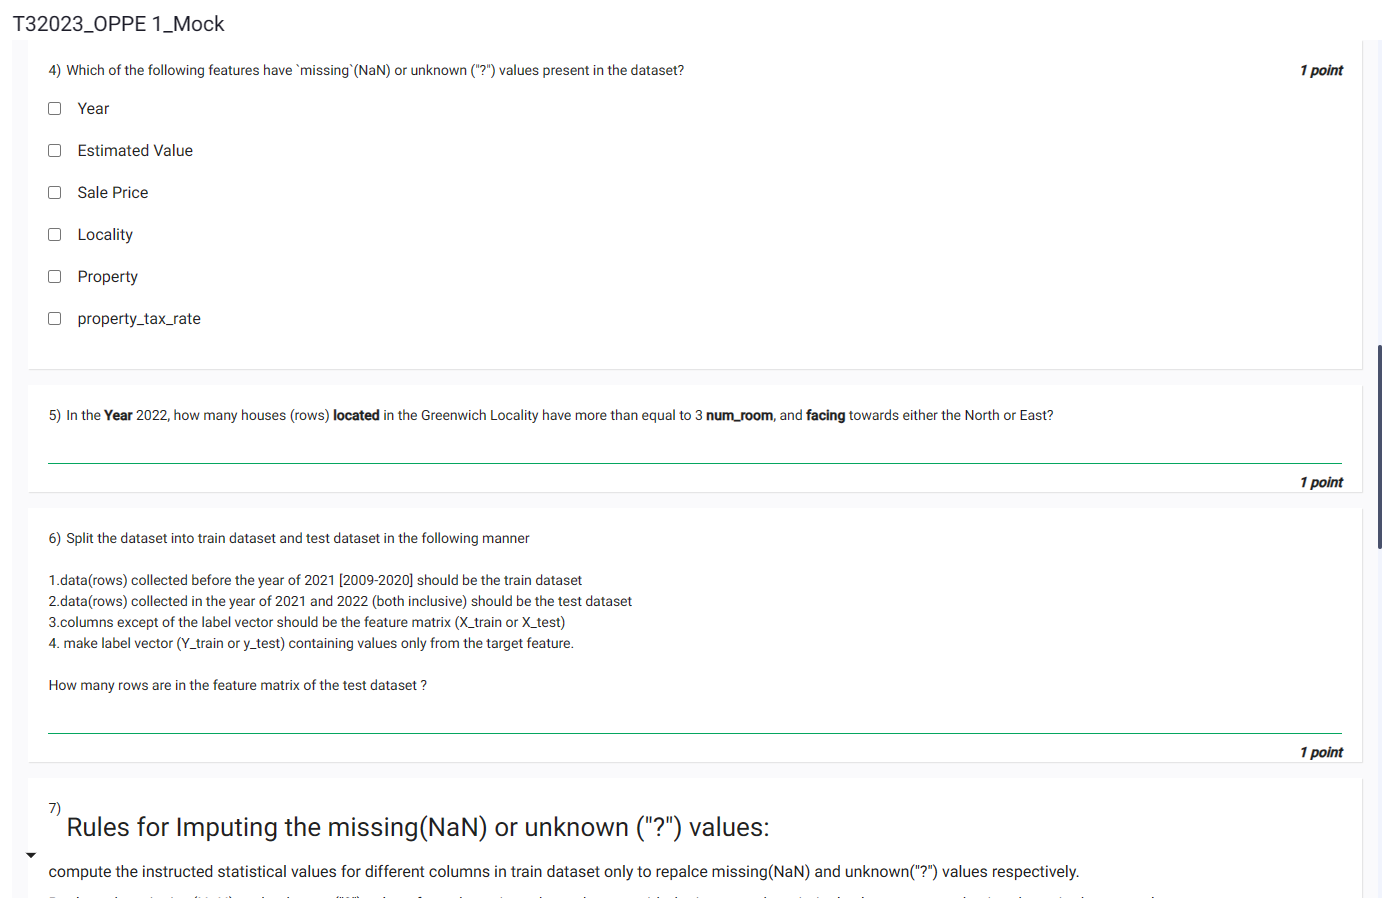 T32023_OPPE 1_Mock
4) Which of the following features have `missing`(NaN) or unknown ("?") values present in the dataset?
1 point
Year
Estimated Value
Sale Price
Locality
Property
property_tax_rate
5) In the Year 2022, how many houses (rows) located in the Greenwich Locality have more than equal to 3 num_room, and facing towards either the North or East?
1 point
6) Split the dataset into train dataset and test dataset in the following manner
1.data(rows) collected before the year of 2021 [2009-2020] should be the train dataset
2.data(rows) collected in the year of 2021 and 2022 (both inclusive) should be the test dataset
3.columns except of the label vector should be the feature matrix (X_train or X_test)
4. make label vector (Y_train or y_test) containing values only from the target feature.
How many rows are in the feature matrix of the test dataset ?
1 point
7)
Rules for Imputing the missing(NaN) or unknown ("?") values:
compute the instructed statistical values for different columns in train dataset only to repalce missing(NaN) and unknown("?") values respectively.